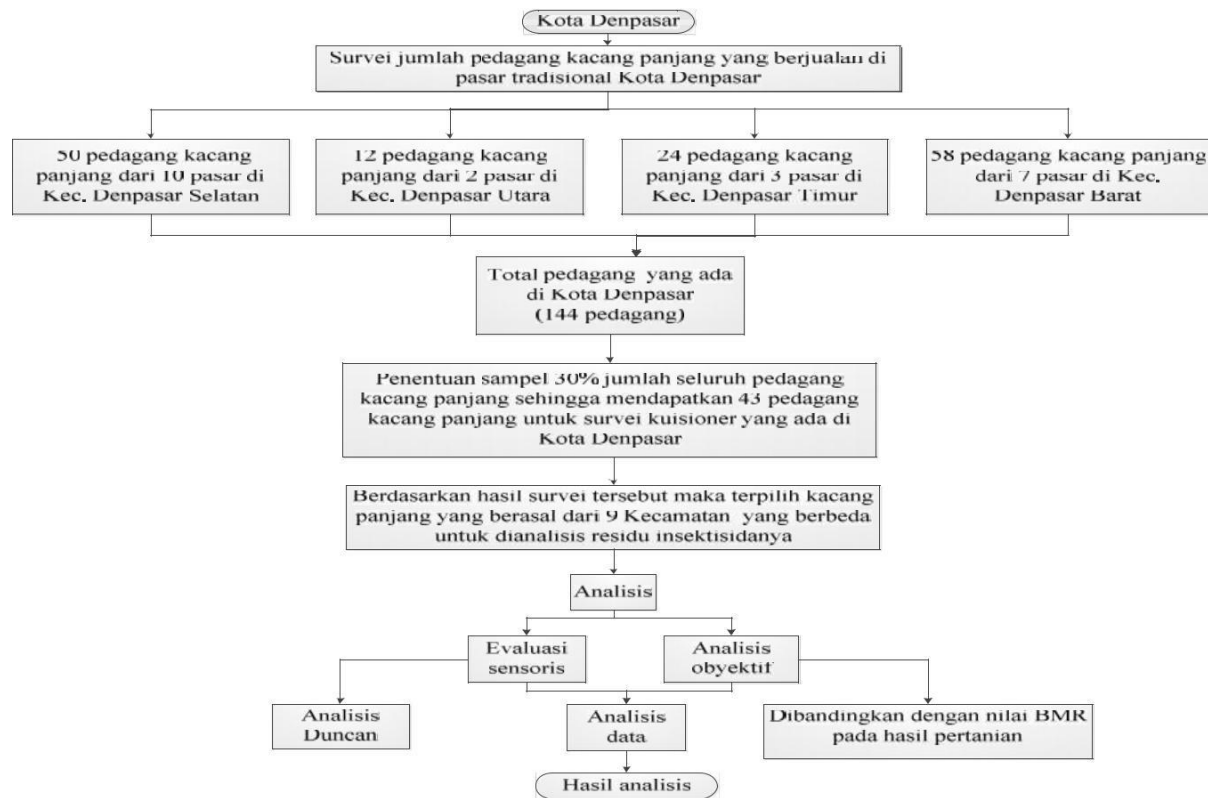 Kota Denpasar
Survei jumlah pedagang kacang panjang yang berjualan di
pasar tradisional Kota Denpasar
50 pedagang kacang
panjang dari 10 pasar di
Kec. Denpasar Selatan
12 pedagang kacang
panjang dari 2 pasar di
Kec. Denpasar Utara
24 pedagang kacang
panjang dari 3 pasar di
Kec. Denpasar Timur
58 pedagang kacang panjang
dari 7 pasar di Kec.
Denpasar Barat
Total pedagang yang ada
di Kota Denpasar
(144 pedagang)
Penentuan sampel 30% jumlah seluruh pedagang
kacang panjang sehingga mendapatkan 43 pedagang
kacang panjang untuk survei kuisioner yang ada di
Kota Denpasar
Berdasarkan hasil survei tersebut maka terpilih kacang
panjang yang berasal dari 9 Kecamatan yang berbeda
untuk dianalisis residu insektisidanya
Analisis
Evaluasi
sensoris
Analisis
obyektif
Analisis
Duncan
Analisis
data
Dibandingkan dengan nilai BMR
pada hasil pertanian
Hasil analisis